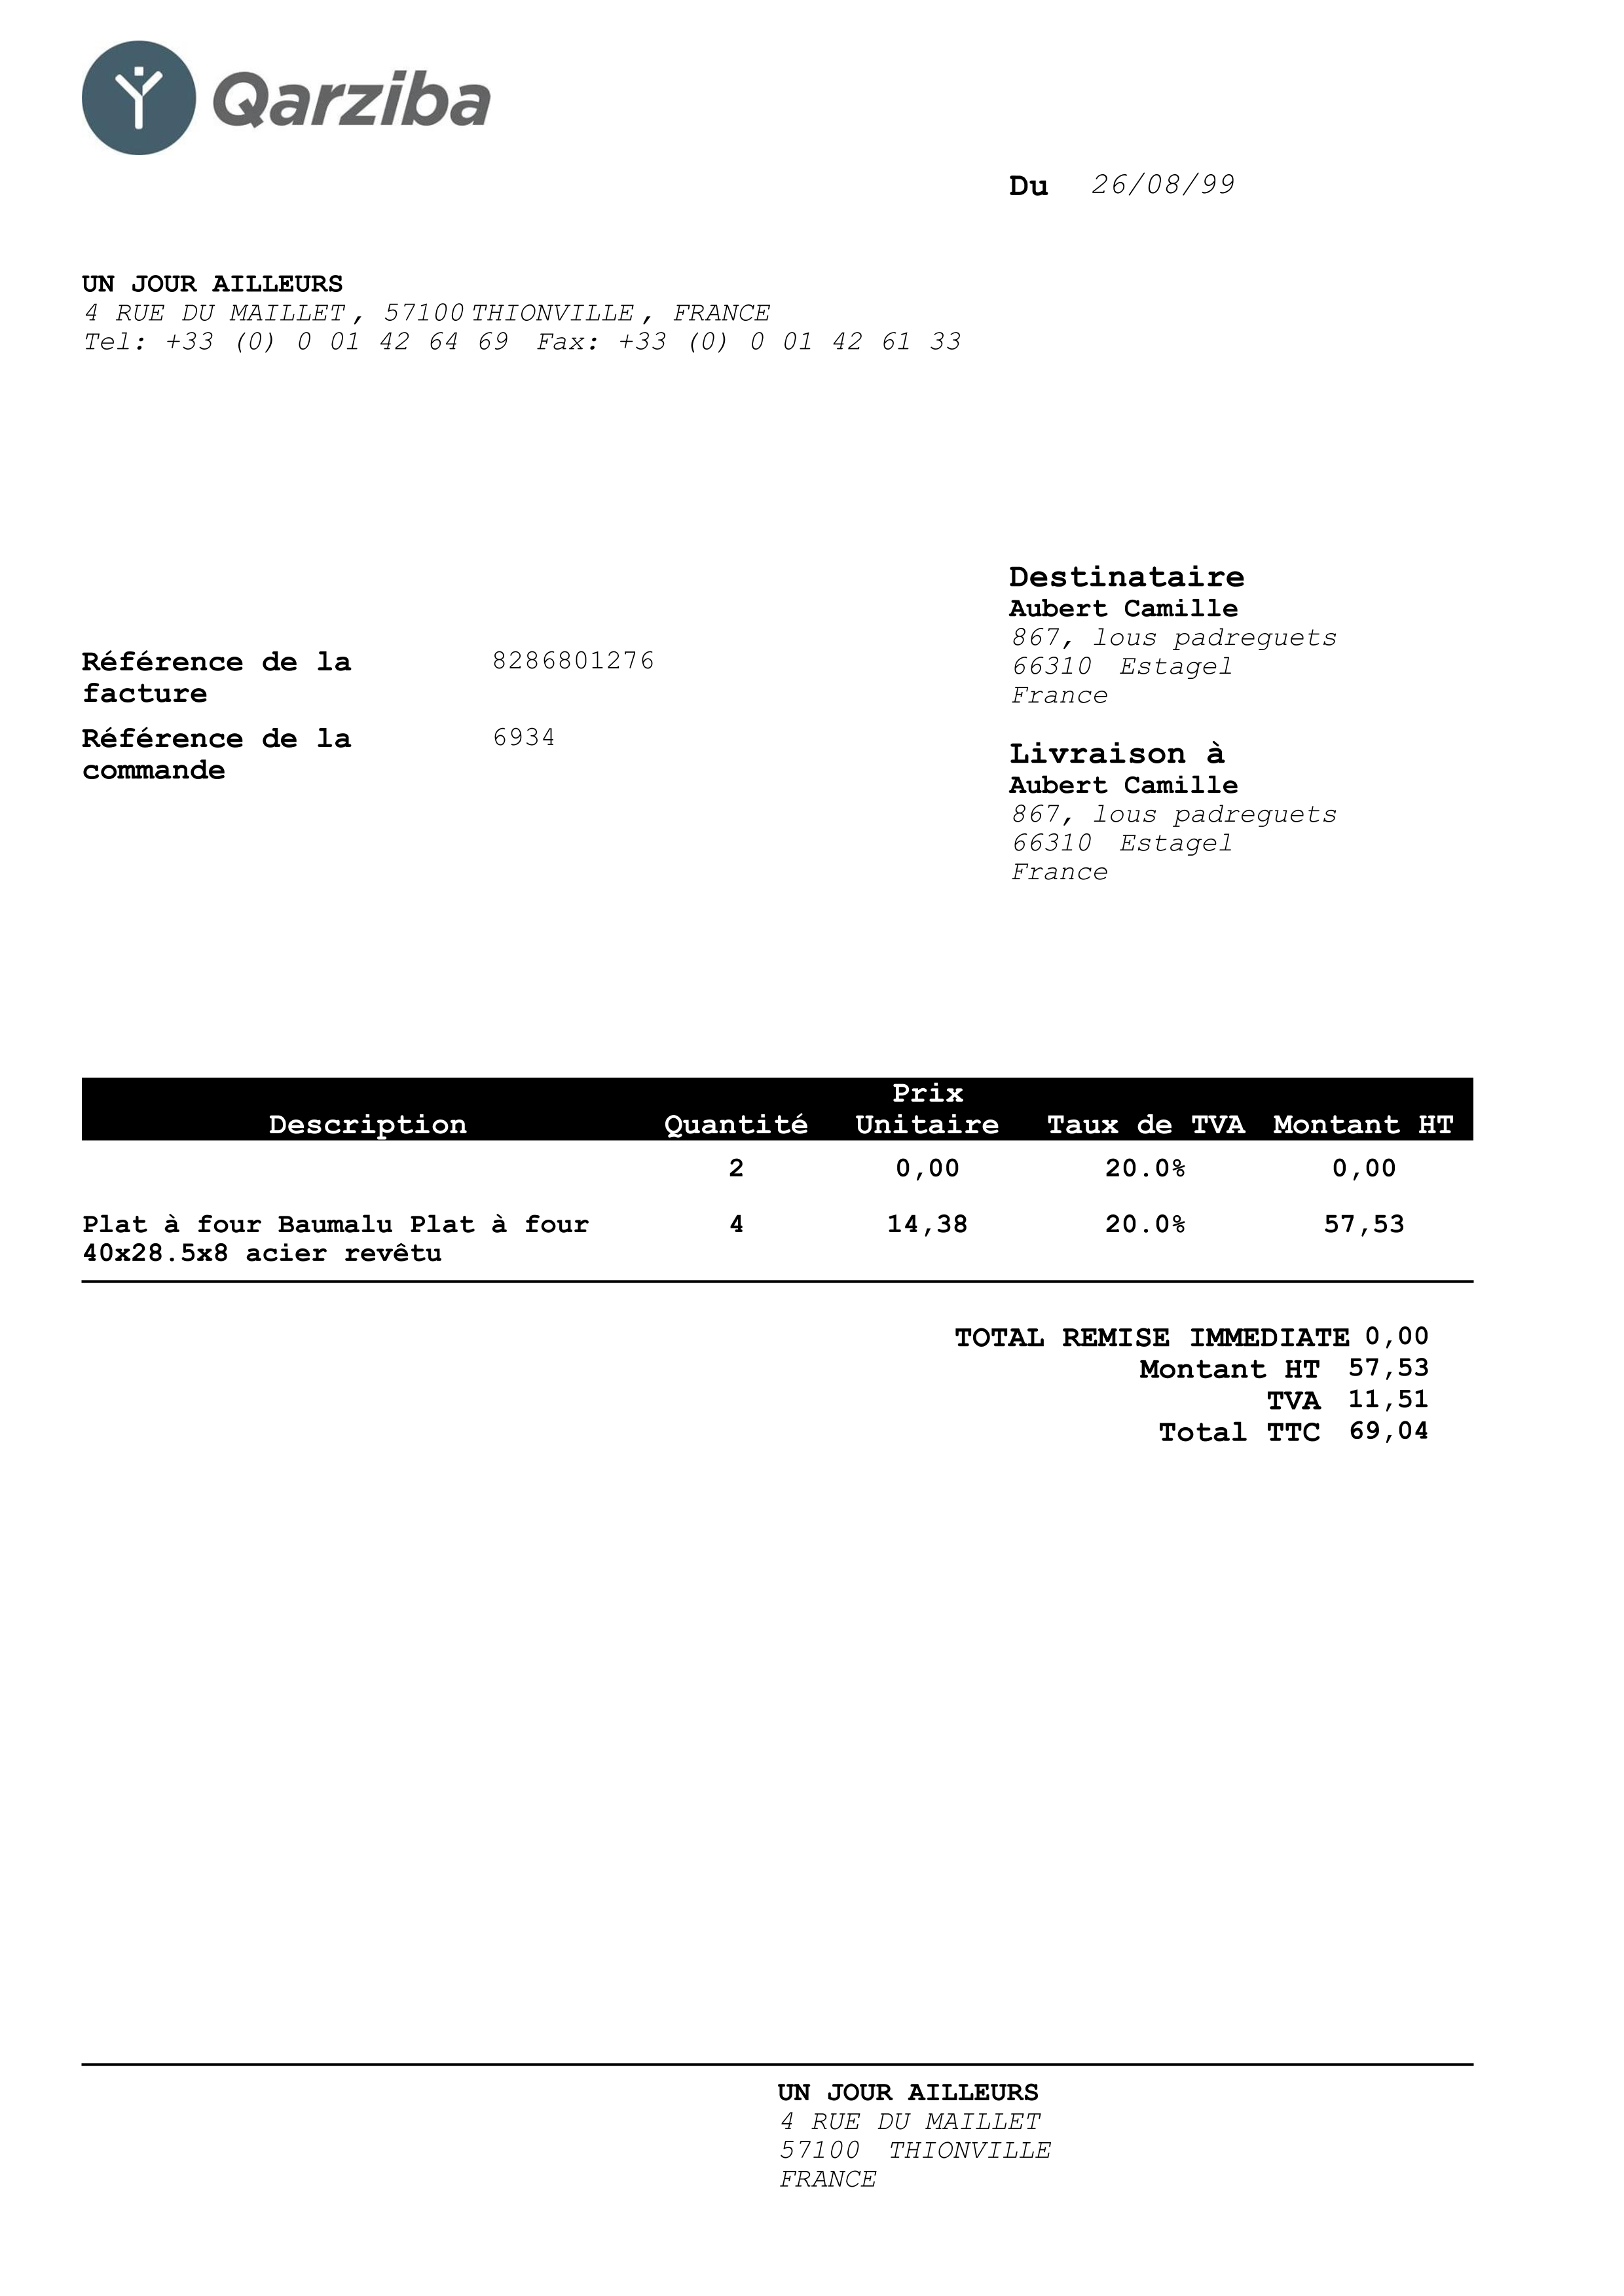 Qarziba
Du 26/08/99
UN JOUR AILLEURS
4 RUE DU MAILLET, 57100 THIONVILLE, FRANCE
Tel: +33 (0) 0 01 42 64 69 Fax: +33 (0) 0 01 42 61 33
Destinataire
Aubert Camille
867, lous padreguets
66310 Estagel
France
Référence de la
facture
8286801276
Référence de la
commande
6934
Livraison à
Aubert Camille
867, lous padreguets
66310 Estagel
France
Prix
Description Quantité Unitaire Taux de TVA Montant HT
2 0,00 20.0% 0,00
Plat à four Baumalu Plat à four 4 14,38 20.0% 57,53
40x28.5x8 acier revêtu
TOTAL REMISE IMMEDIATE 0,00
Montant HT 57,53
TVA 11,51
Total TTC 69,04
UN JOUR AILLEURS
4 RUE DU MAILLET
57100 THIONVILLE
FRANCE